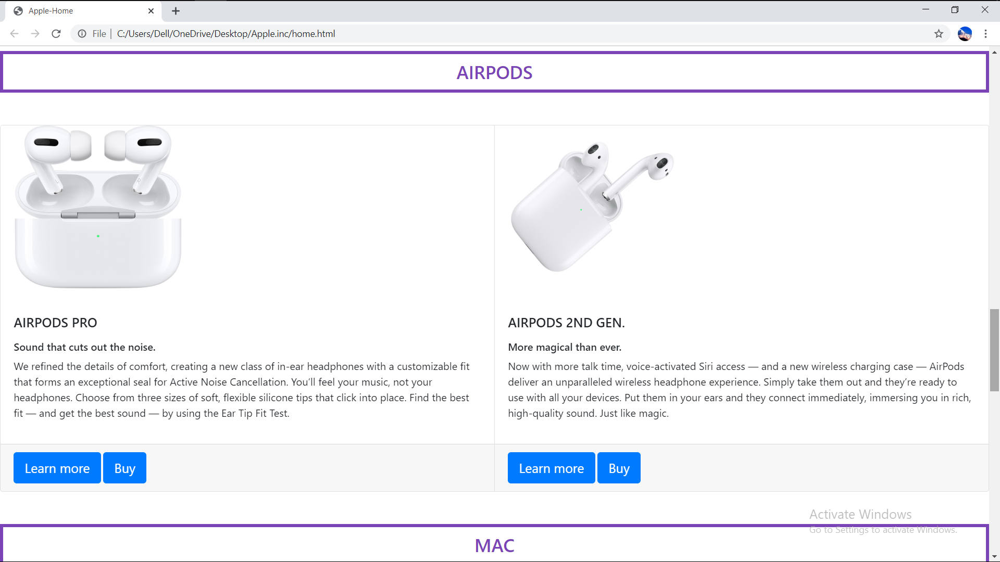 Apple-Home
File | C:/Users/Dell/OneDrive/Desktop/Apple.inc/home.html
AIRPODS
L
R
AIRPODS PRO
Sound that cuts out the noise.
We refined the details of comfort, creating a new class of in-ear headphones with a customizable fit
that forms an exceptional seal for Active Noise Cancellation. You’ll feel your music, not your
headphones. Choose from three sizes of soft, flexible silicone tips that click into place. Find the best
fit — and get the best sound — by using the Ear Tip Fit Test.
Learn more Buy
AIRPODS 2ND GEN.
More magical than ever.
Now with more talk time, voice-activated Siri access — and a new wireless charging case — AirPods
deliver an unparalleled wireless headphone experience. Simply take them out and they’re ready to
use with all your devices. Put them in your ears and they connect immediately, immersing you in rich,
high-quality sound. Just like magic.
Learn more Buy
Activate Windows
Go to Settings to activate Windows.
MAC